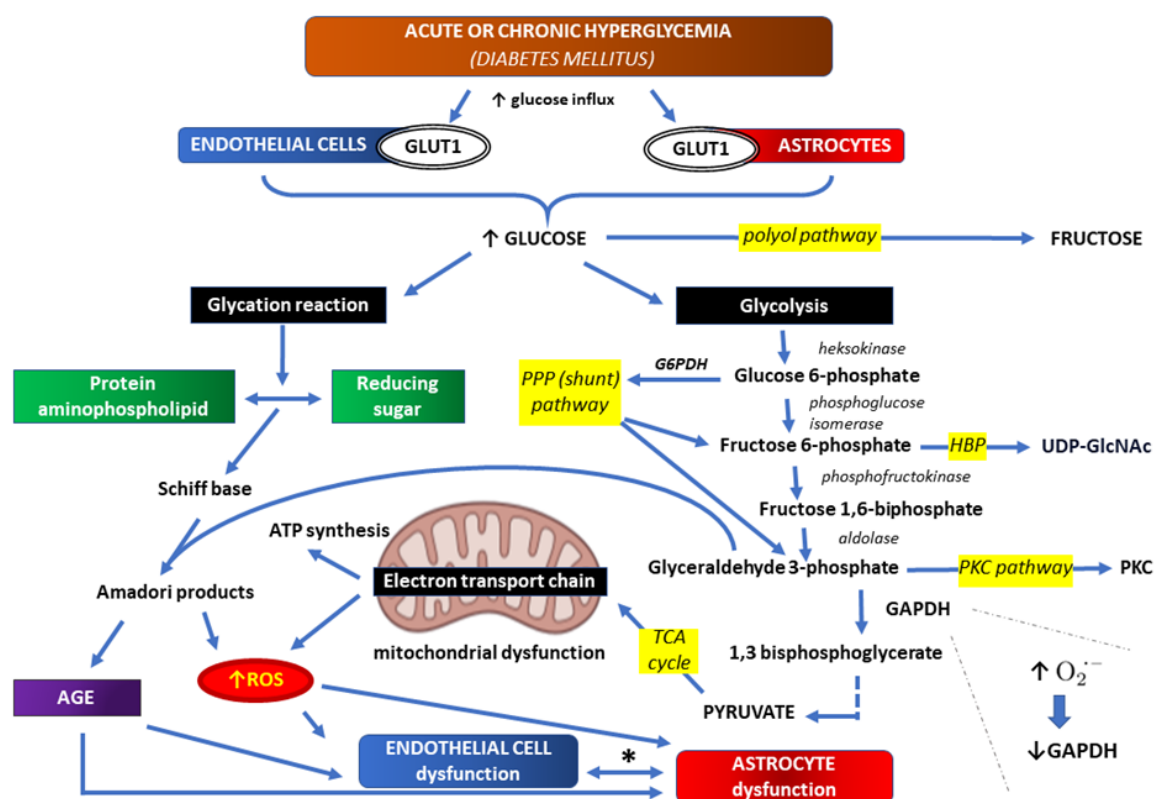 ACUTE OR CHRONIC HYPERGLYCEMIA
(DIABETES MELLITUS)
↑ glucose influx
ENDOTHELIAL CELLS
GLUT1
GLUT1
ASTROCYTES
↑ GLUCOSE
polyol pathway
FRUCTOSE
Glycation reaction
Glycolysis
heksokinase
G6PDH
Glucose 6-phosphate
PPP (shunt)
pathway
Protein
aminophospholipid
Reducing
sugar
phosphoglucose
isomerase
Fructose 6-phosphate
HBP
UDP-GlcNAc
phosphofructokinase
Schiff base
Fructose 1,6-biphosphate
ATP synthesis
aldolase
Electron transport chain
Glyceraldehyde 3-phosphate
PKC pathway
PKC
Amadori products
GAPDH
mitochondrial dysfunction
TCA
cycle
1,3 bisphosphoglycerate
↑ROS
↑ O₂˙⁻
AGE
PYRUVATE
↓GAPDH
ENDOTHELIAL CELL
dysfunction
*
ASTROCYTE
dysfunction